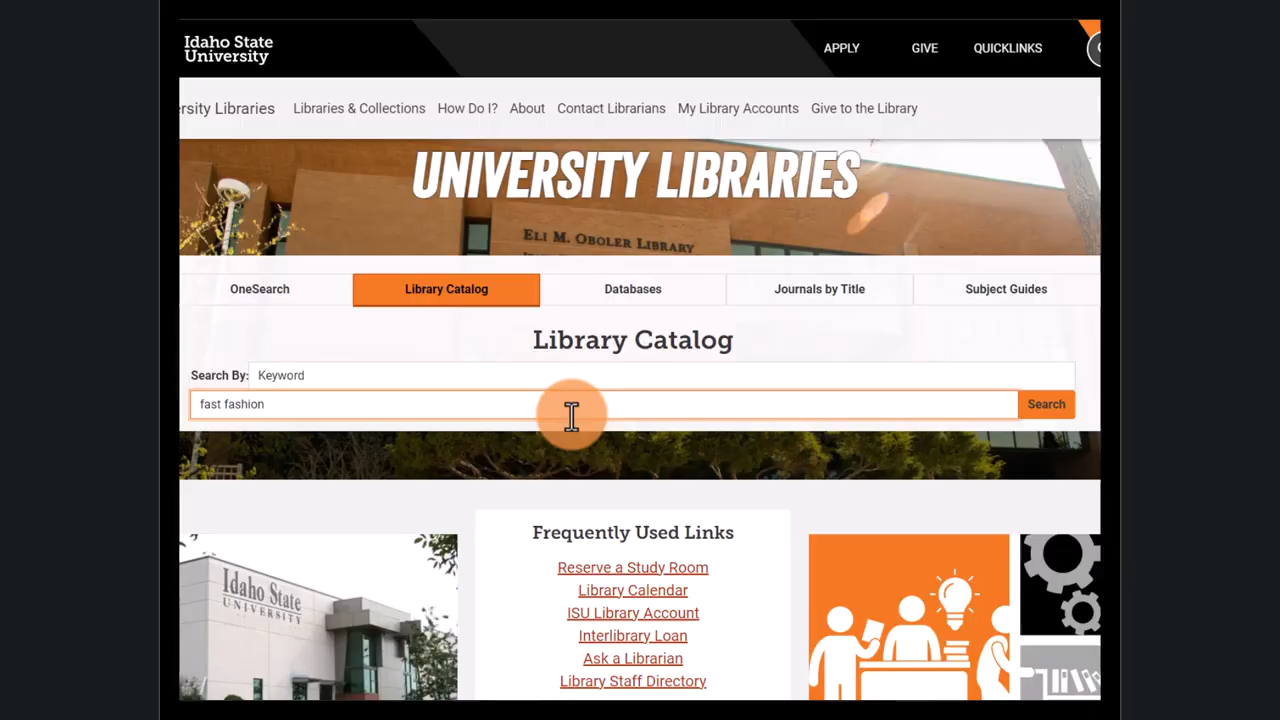 Idaho State
University
APPLY GIVE QUICKLINKS
ersity Libraries Libraries & Collections How Do I? About Contact Librarians My Library Accounts Give to the Library
UNIVERSITY LIBRARIES
ELI M. OBOLER LIBRARY
OneSearch Library Catalog Databases Journals by Title Subject Guides
Library Catalog
Search By: Keyword
fast fashion Search
Frequently Used Links
Reserve a Study Room
Library Calendar
ISU Library Account
Interlibrary Loan
Ask a Librarian
Library Staff Directory
Idaho State
UNIVERSITY